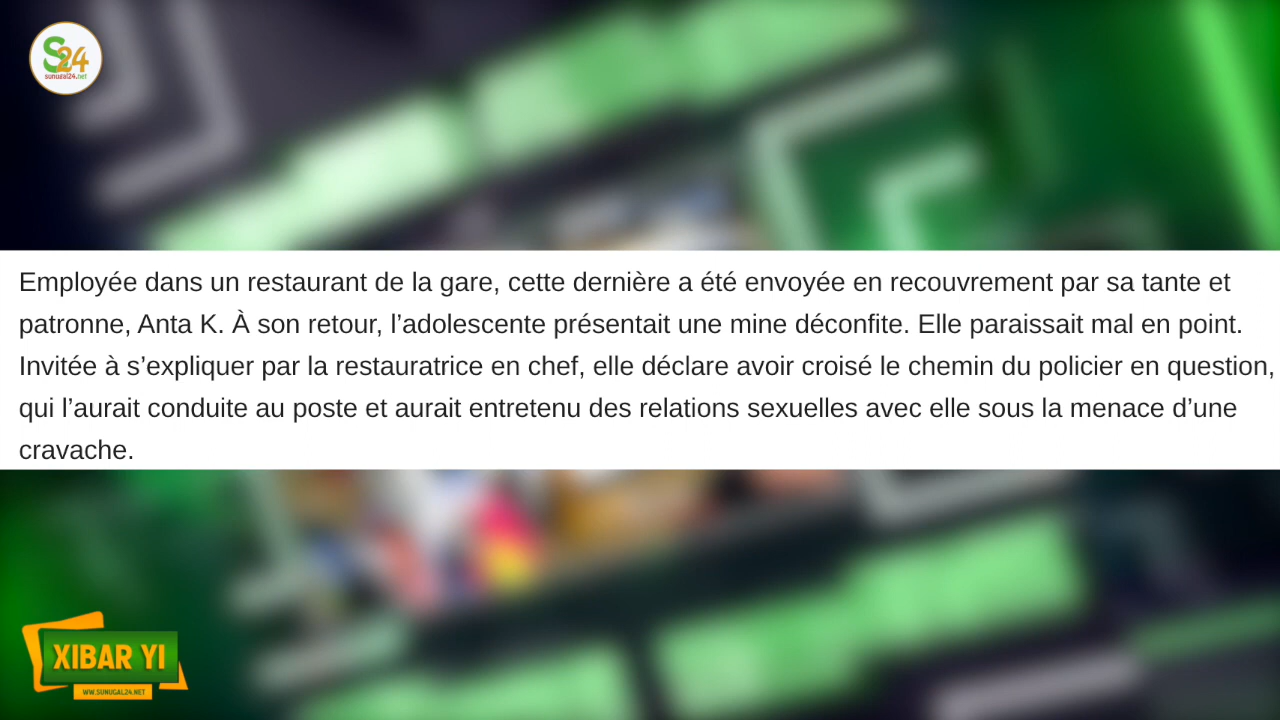 S24
sunugal24.net
Employée dans un restaurant de la gare, cette dernière a été envoyée en recouvrement par sa tante et
patronne, Anta K. À son retour, l’adolescente présentait une mine déconfite. Elle paraissait mal en point.
Invitée à s’expliquer par la restauratrice en chef, elle déclare avoir croisé le chemin du policier en question,
qui l’aurait conduite au poste et aurait entretenu des relations sexuelles avec elle sous la menace d’une
cravache.
XIBAR YI
WW.SUNUGAL24.NET